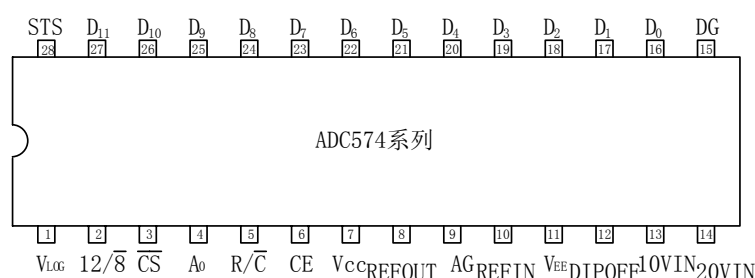 STS D₁₁ D₁₀ D₉ D₈ D₇ D₆ D₅ D₄ D₃ D₂ D₁ D₀ DG
28 27 26 25 24 23 22 21 20 19 18 17 16 15
ADC574系列
1 2 3 4 5 6 7 8 9 10 11 12 13 14
VLOG 12/8̅ C̅S̅ A0 R/C̅ CE Vcc REFOUT AG REFIN VEE DIPOFF 10VIN 20VIN